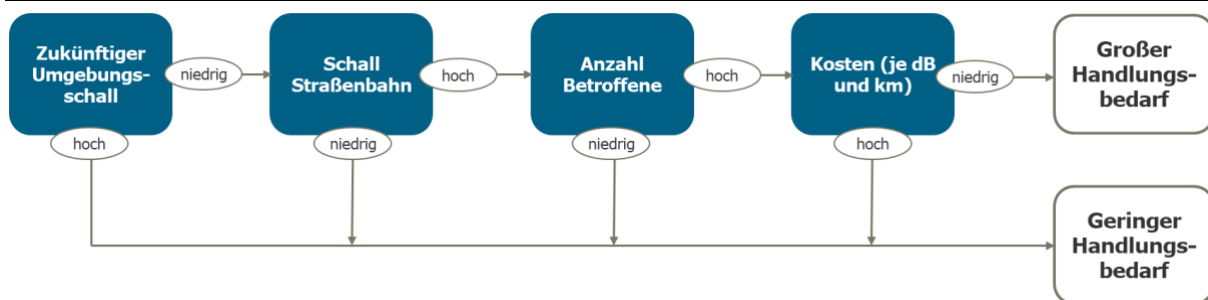 Zukünftiger
Umgebungs-
schall
niedrig
hoch
Schall
Straßenbahn
hoch
niedrig
Anzahl
Betroffene
hoch
niedrig
Kosten (je dB
und km)
niedrig
hoch
Großer
Handlungs-
bedarf
Geringer
Handlungs-
bedarf